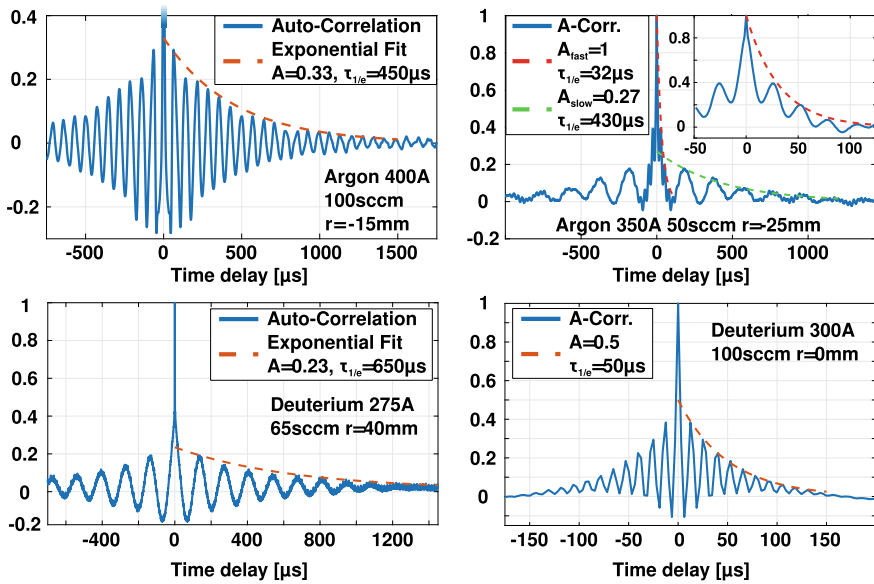 0.4
0.2
0
-0.2
Auto-Correlation
Exponential Fit
A=0.33, τ1/e=450μs
Argon 400A
100sccm
r=-15mm
-500
0
500
1000
1500
Time delay [μs]
1
0.8
0.6
0.4
0.2
0
0.2
A-Corr.
Afast=1
τ1/e=32μs
Aslow=0.27
τ1/e=430μs
0.8
0.4
0
-50
0
50
100
Argon 350A 50sccm r=-25mm
-500
0
500
1000
Time delay [μs]
1
0.8
0.6
0.4
0.2
0
0.2
Auto-Correlation
Exponential Fit
A=0.23, τ1/e=650μs
Deuterium 275A
65sccm r=40mm
-400
0
400
800
1200
Time delay [μs]
1
0.8
0.6
0.4
0.2
0
A-Corr.
A=0.5
τ1/e=50μs
Deuterium 300A
100sccm r=0mm
-150
-100
-50
0
50
100
150
Time delay [μs]